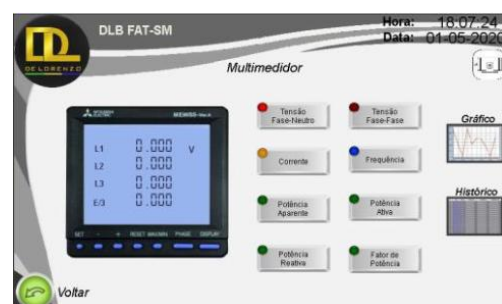 DLB FAT-SM
Hora: 18:07:24
Data: 01-05-2020
DE LORENZO
Multimedidor
MITSUBISHI ELECTRIC
L1 0.000 V
L2 0.000
L3 0.000
E/3 0.000
SET - + RESET MAX/MIN PHASE DISPLAY
Tensão
Fase-Neutro
Tensão
Fase-Fase
Corrente
Frequência
Potência
Aparente
Potência
Ativa
Potência
Reativa
Fator de
Potência
Gráfico
Histórico
Voltar